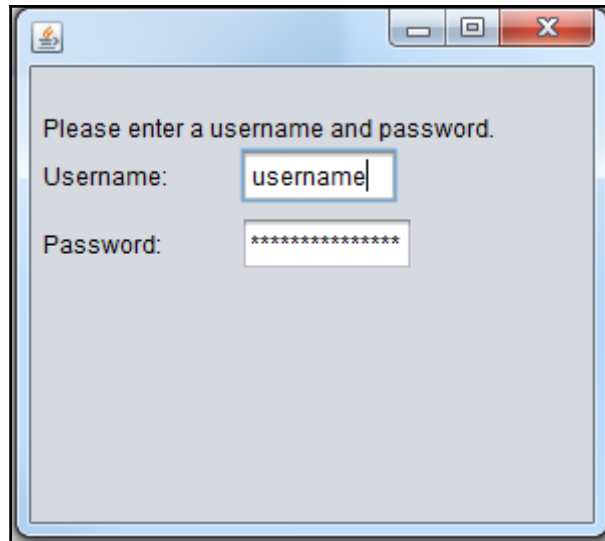 Please enter a username and password.
Username: username
Password: ***************